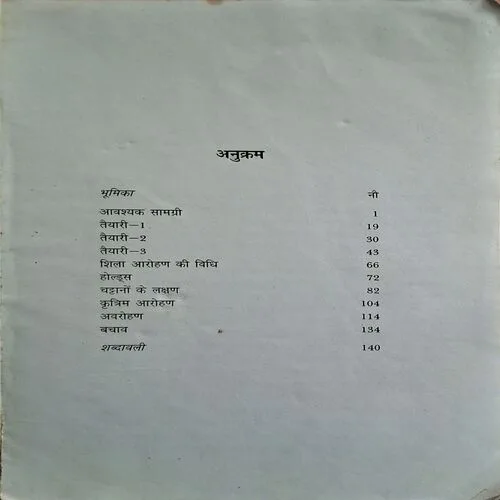 अनुक्रम
भूमिका नौ
आवश्यक सामग्री 1
तैयारी—1 19
तैयारी—2 30
तैयारी—3 43
शिला आरोहण की विधि 66
होल्ड्स 72
चट्टानों के लक्षण 82
कृत्रिम आरोहण 104
अवरोहण 114
बचाव 134
शब्दावली 140